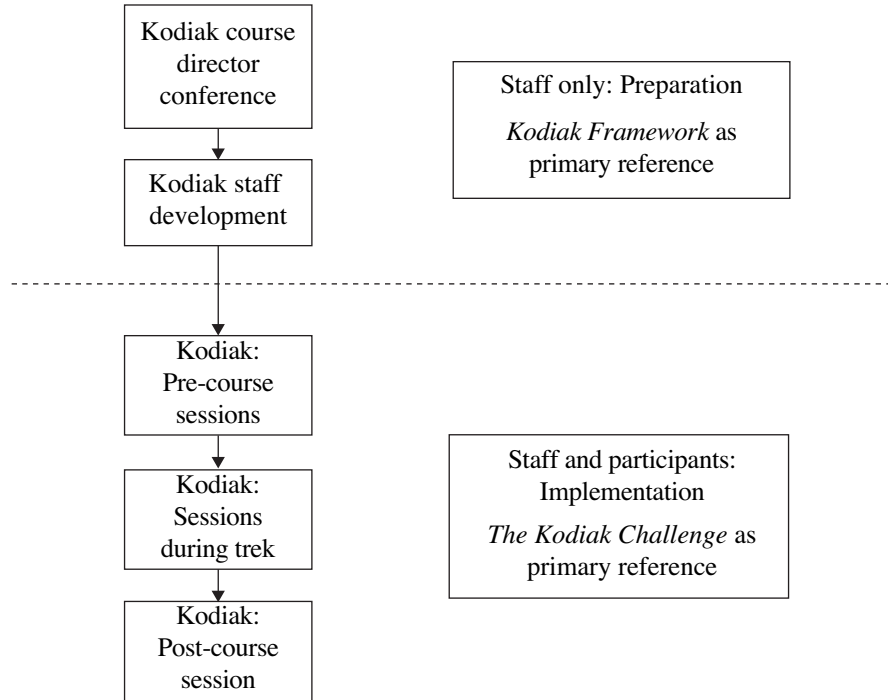 Kodiak course
director
conference
Staff only: Preparation
Kodiak Framework as
primary reference
Kodiak staff
development
Kodiak:
Pre-course
sessions
Kodiak:
Sessions
during trek
Staff and participants:
Implementation
The Kodiak Challenge as
primary reference
Kodiak:
Post-course
session